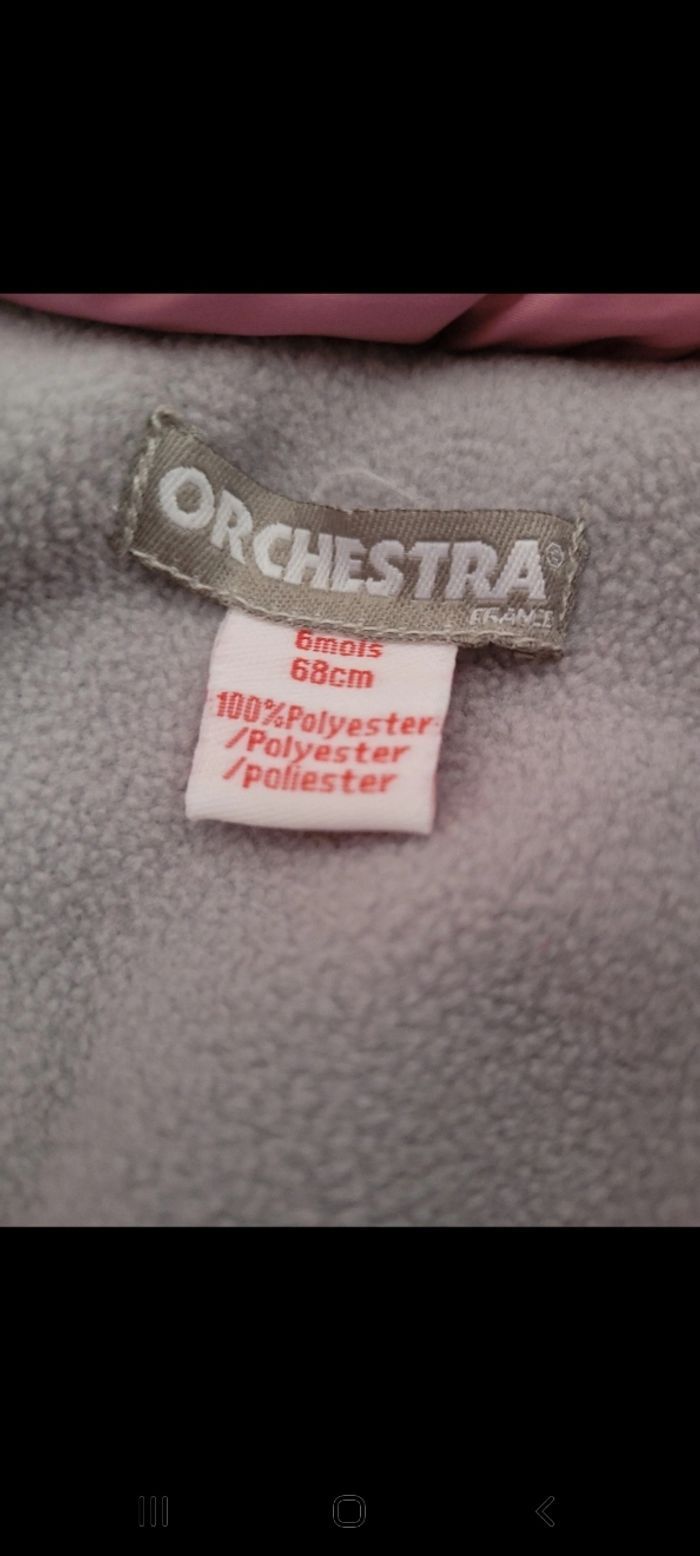 ORCHESTRA®
FRANCE
6mois
68cm
100%Polyester
/Polyester
/poliester